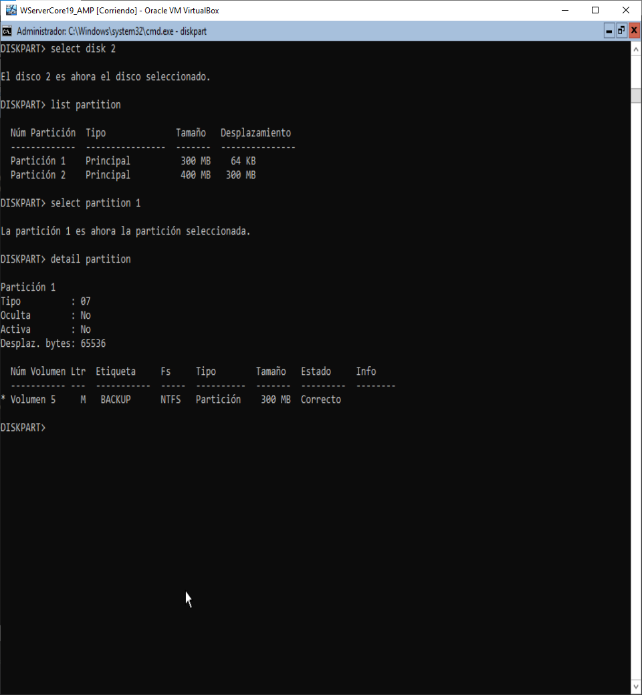 WServerCore19_AMP [Corriendo] - Oracle VM VirtualBox
Administrador: C:\Windows\system32\cmd.exe - diskpart
DISKPART> select disk 2
El disco 2 es ahora el disco seleccionado.
DISKPART> list partition
Núm Partición  Tipo              Tamaño   Desplazamiento
-------------  ----------------  -------  ---------------
Partición 1    Principal          300 MB    64 KB
Partición 2    Principal          400 MB   300 MB
DISKPART> select partition 1
La partición 1 es ahora la partición seleccionada.
DISKPART> detail partition
Partición 1
Tipo          : 07
Oculta        : No
Activa        : No
Desplaz. bytes: 65536
Núm Volumen Ltr  Etiqueta     Fs     Tipo        Tamaño   Estado     Info
----------- ---  -----------  -----  ----------  -------  ---------  --------
* Volumen 5     M   BACKUP      NTFS   Partición    300 MB  Correcto
DISKPART>